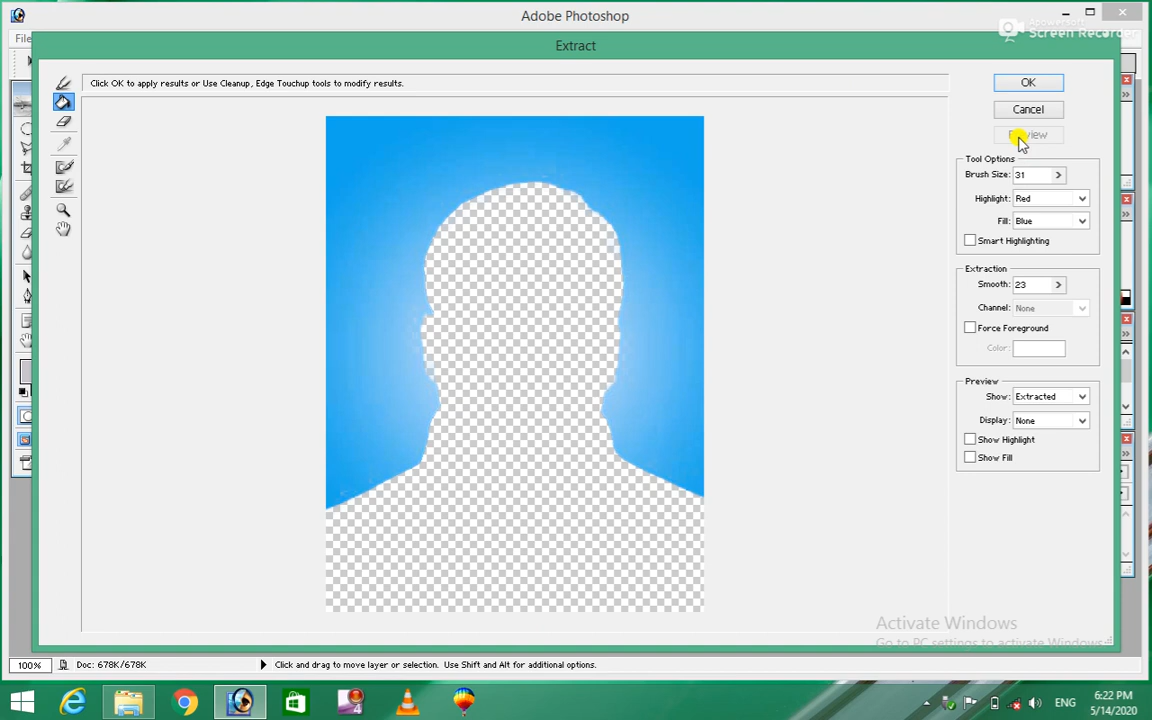 Adobe Photoshop
Apowersoft
Screen Recorder
File
Extract
Click OK to apply results or Use Cleanup, Edge Touchup tools to modify results.
OK
Cancel
Tool Options
Brush Size: 31
Highlight: Red
Fill: Blue
Smart Highlighting
Extraction
Smooth: 23
Channel: None
Force Foreground
Color:
Preview
Show: Extracted
Display: None
Show Highlight
Show Fill
Activate Windows
Go to PC settings to activate Windows.
100%
Doc: 678K/678K
Click and drag to move layer or selection. Use Shift and Alt for additional options.
4
ENG
6:22 PM
5/14/2020